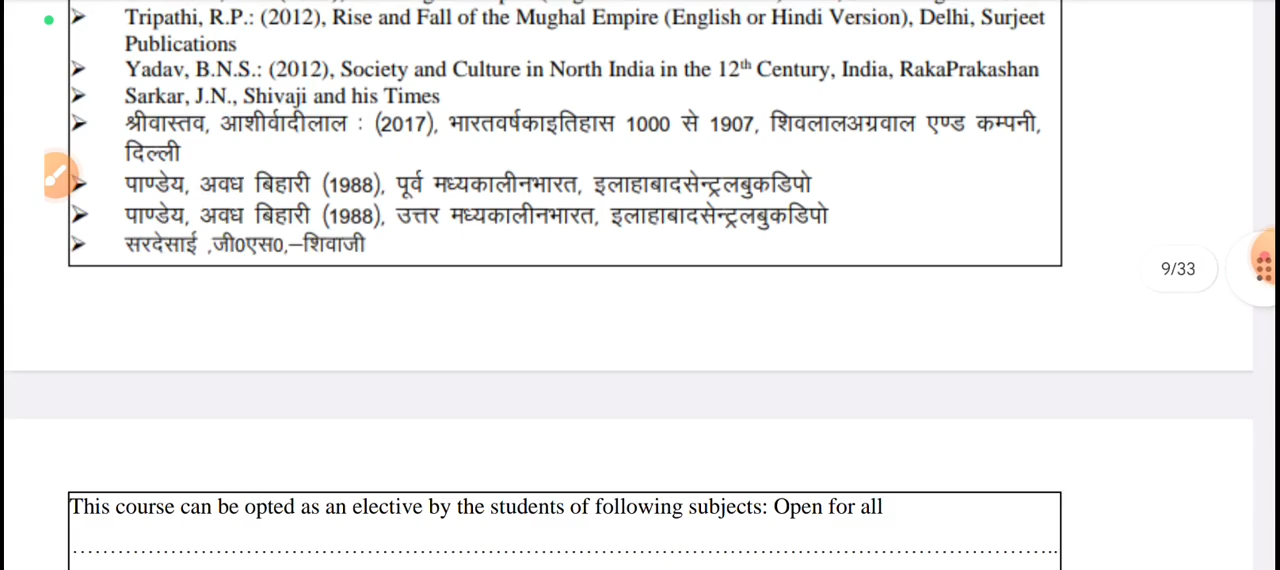 Tripathi, R.P.: (2012), Rise and Fall of the Mughal Empire (English or Hindi Version), Delhi, Surjeet
Publications
Yadav, B.N.S.: (2012), Society and Culture in North India in the 12th Century, India, RakaPrakashan
Sarkar, J.N., Shivaji and his Times
श्रीवास्तव, आशीर्वादीलाल : (2017), भारतवर्षकाइतिहास 1000 से 1907, शिवलालअग्रवाल एण्ड कम्पनी,
दिल्ली
पाण्डेय, अवध बिहारी (1988), पूर्व मध्यकालीनभारत, इलाहाबादसेन्ट्रलबुकडिपो
पाण्डेय, अवध बिहारी (1988), उत्तर मध्यकालीनभारत, इलाहाबादसेन्ट्रलबुकडिपो
सरदेसाई ,जी0एस0,–शिवाजी
9/33
This course can be opted as an elective by the students of following subjects: Open for all